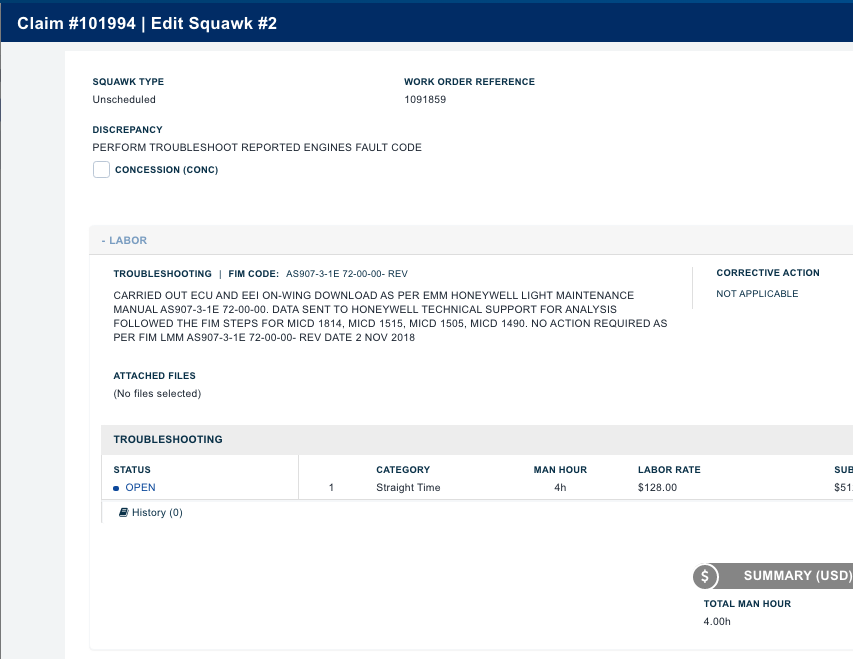 Claim #101994 | Edit Squawk #2
SQUAWK TYPE
WORK ORDER REFERENCE
Unscheduled
1091859
DISCREPANCY
PERFORM TROUBLESHOOT REPORTED ENGINES FAULT CODE
CONCESSION (CONC)
- LABOR
TROUBLESHOOTING | FIM CODE: AS907-3-1E 72-00-00- REV
CARRIED OUT ECU AND EEI ON-WING DOWNLOAD AS PER EMM HONEYWELL LIGHT MAINTENANCE
MANUAL AS907-3-1E 72-00-00. DATA SENT TO HONEYWELL TECHNICAL SUPPORT FOR ANALYSIS
FOLLOWED THE FIM STEPS FOR MICD 1814, MICD 1515, MICD 1505, MICD 1490. NO ACTION REQUIRED AS
PER FIM LMM AS907-3-1E 72-00-00- REV DATE 2 NOV 2018
CORRECTIVE ACTION
NOT APPLICABLE
ATTACHED FILES
(No files selected)
TROUBLESHOOTING
STATUS CATEGORY MAN HOUR LABOR RATE SUB
OPEN 1 Straight Time 4h $128.00 $51
History (0)
$ SUMMARY (USD)
TOTAL MAN HOUR
4.00h